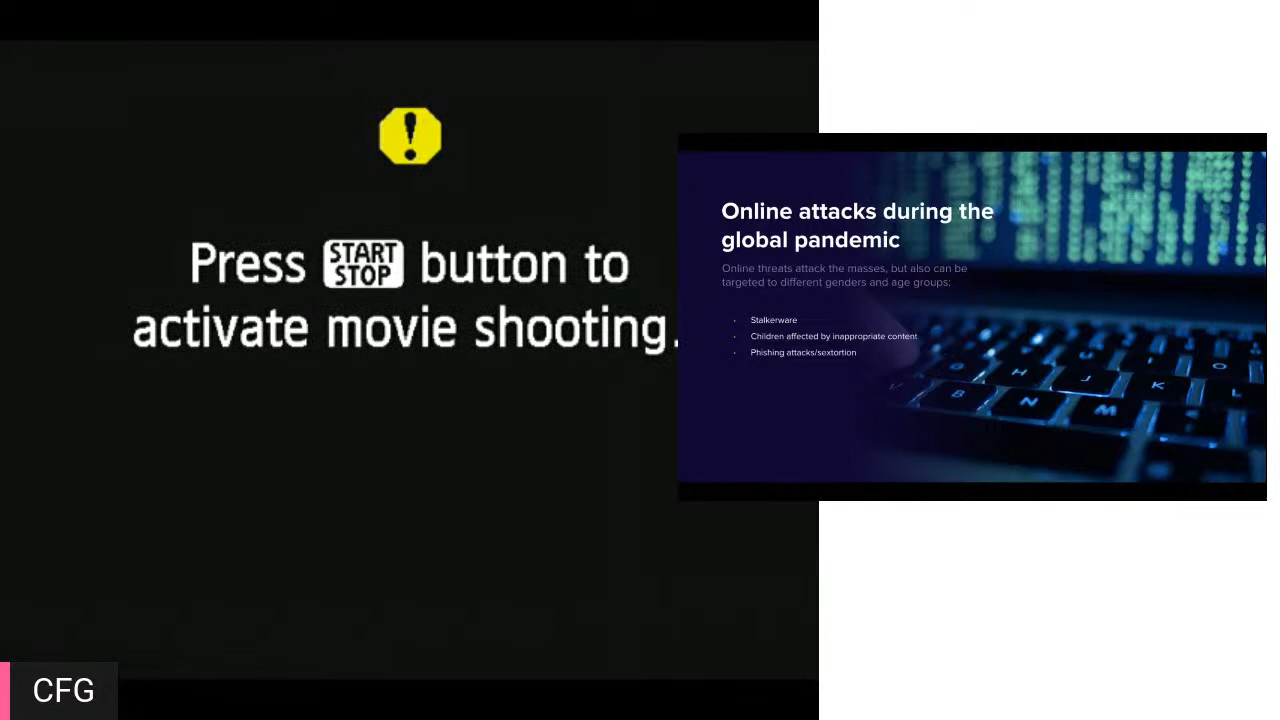 !
Press START STOP button to
activate movie shooting.
Online attacks during the
global pandemic
Online threats attack the masses, but also can be
targeted to different genders and age groups:
· Stalkerware
· Children affected by inappropriate content
· Phishing attacks/sextortion
V B N M
G H J K L
I O
CFG